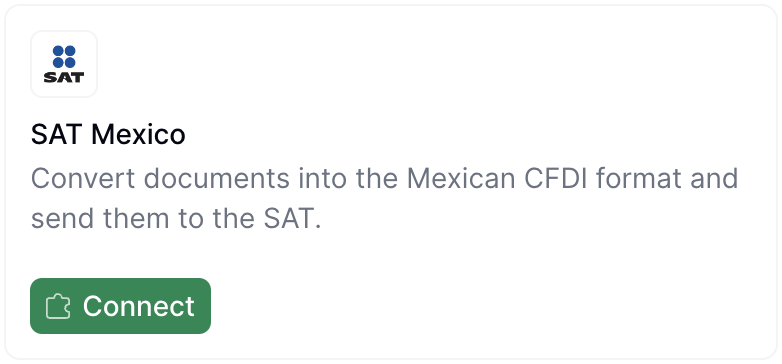 SAT
SAT Mexico
Convert documents into the Mexican CFDI format and
send them to the SAT.
Connect